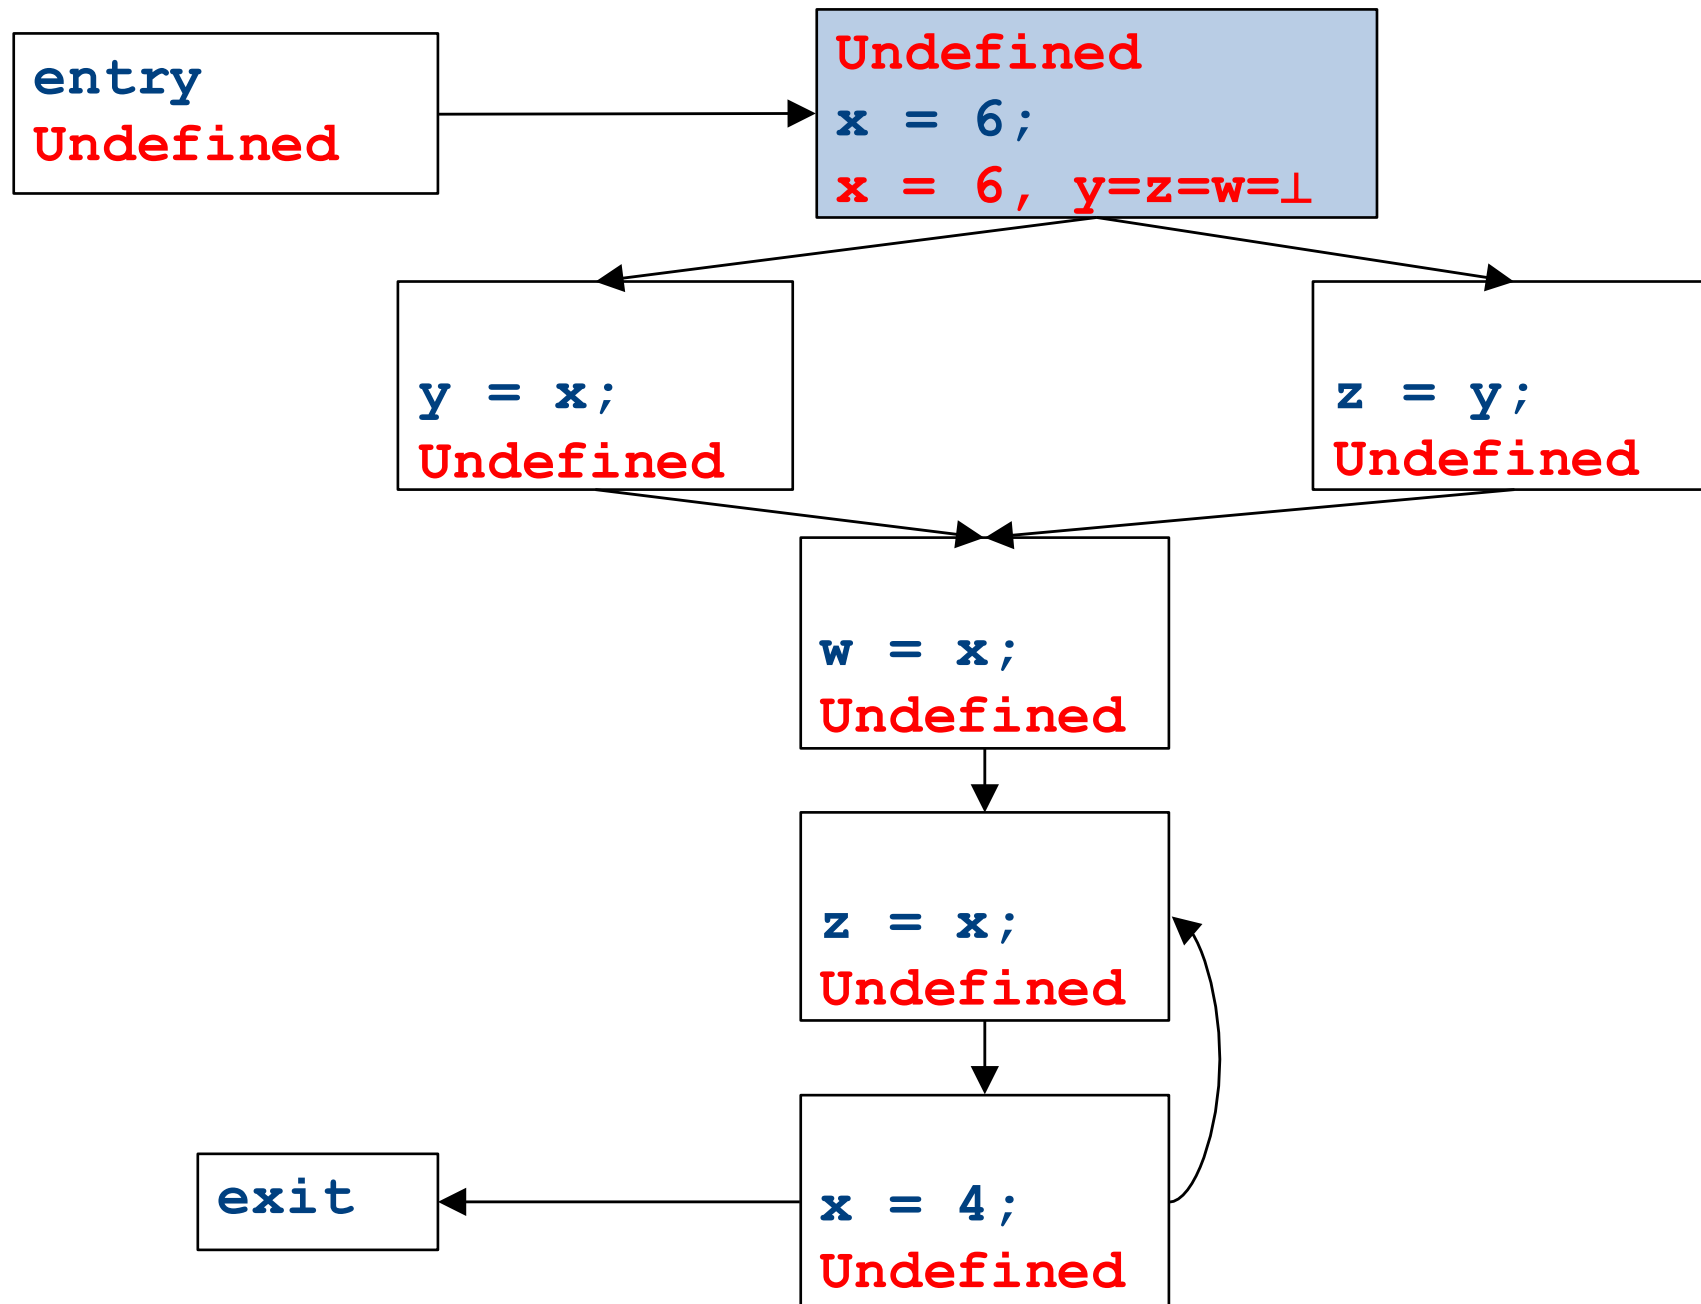 entry
Undefined
Undefined
x = 6;
x = 6, y=z=w=⊥
y = x;
Undefined
z = y;
Undefined
w = x;
Undefined
z = x;
Undefined
exit
x = 4;
Undefined